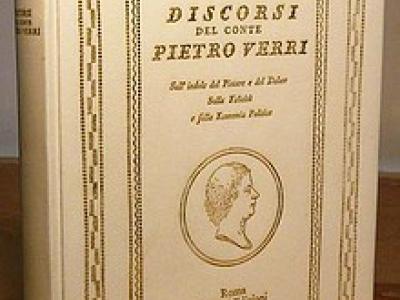 DISCORSI
DEL CONTE
PIETRO VERRI
Sull' indole del Piacere e del Dolore
Sulla Felicità
e sulla Economia Politica
Roma